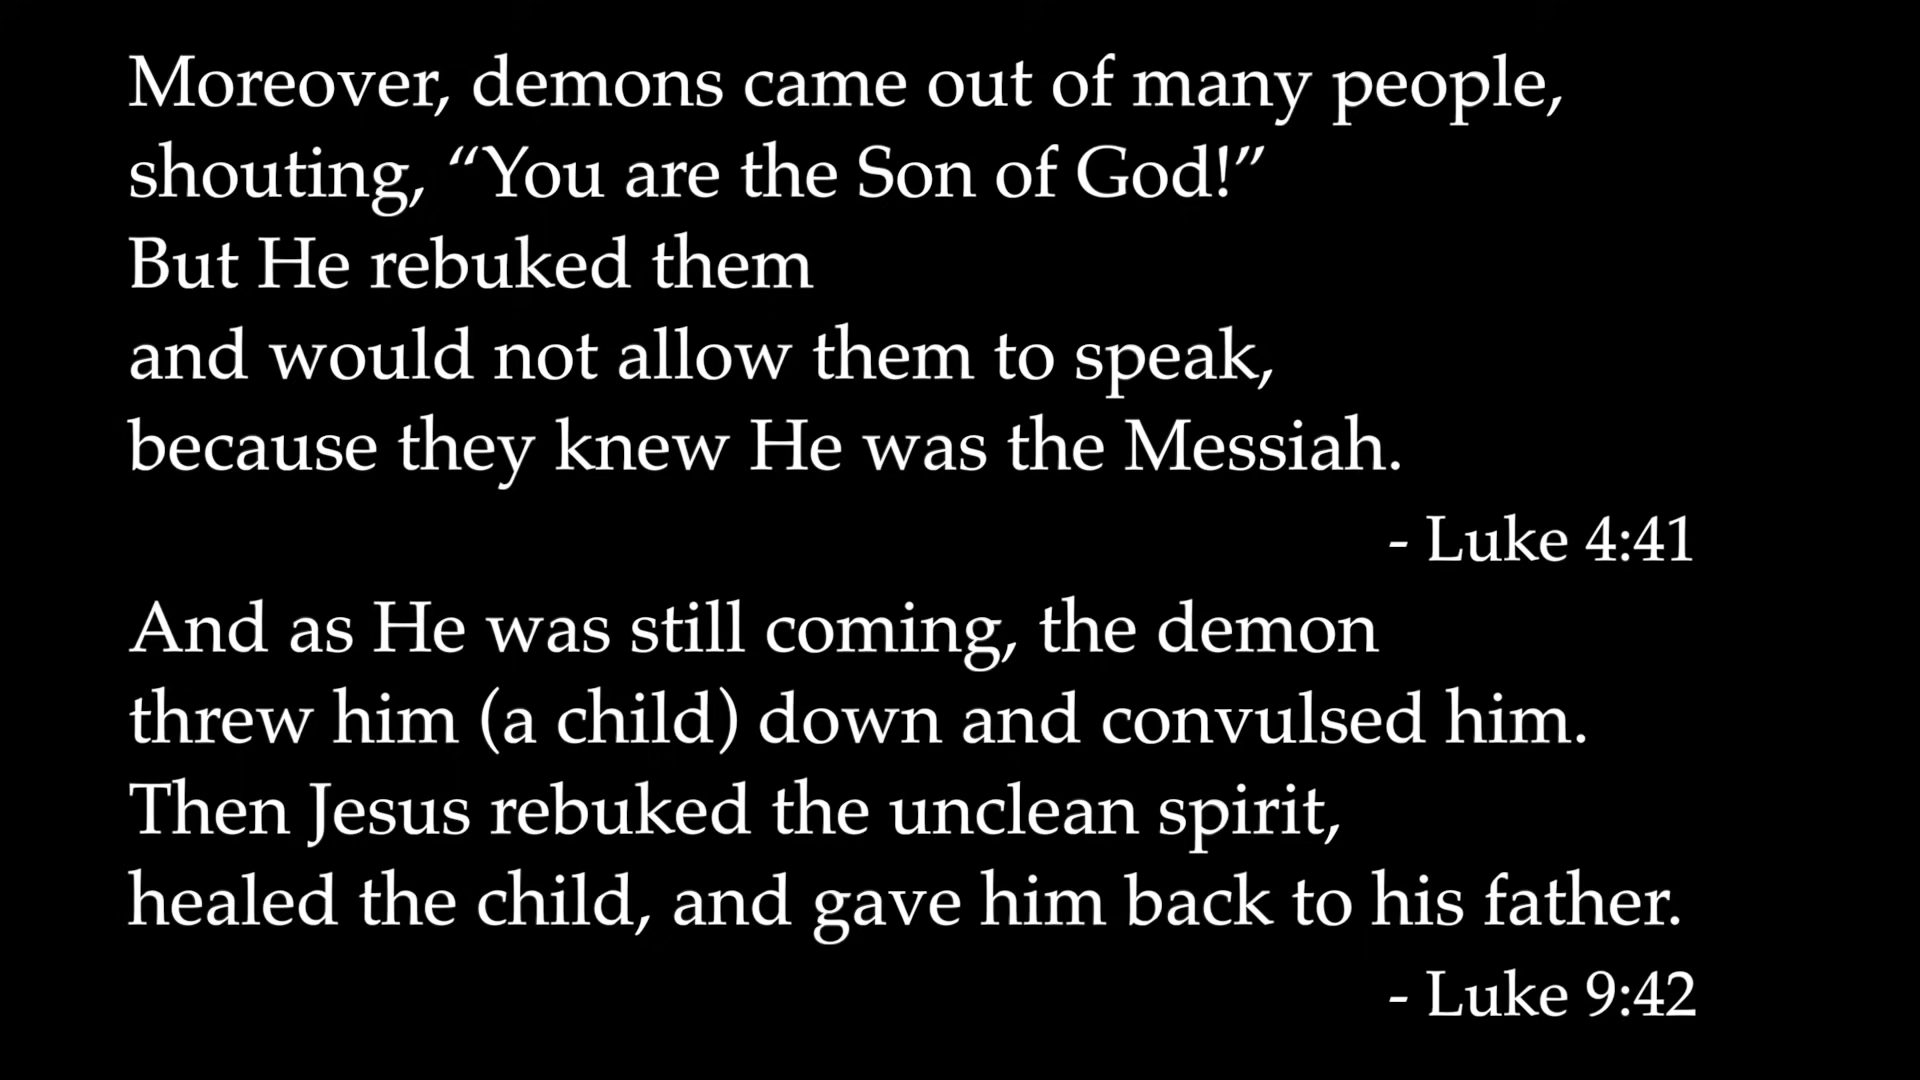 Moreover, demons came out of many people,
shouting, “You are the Son of God!”
But He rebuked them
and would not allow them to speak,
because they knew He was the Messiah.
- Luke 4:41
And as He was still coming, the demon
threw him (a child) down and convulsed him.
Then Jesus rebuked the unclean spirit,
healed the child, and gave him back to his father.
- Luke 9:42